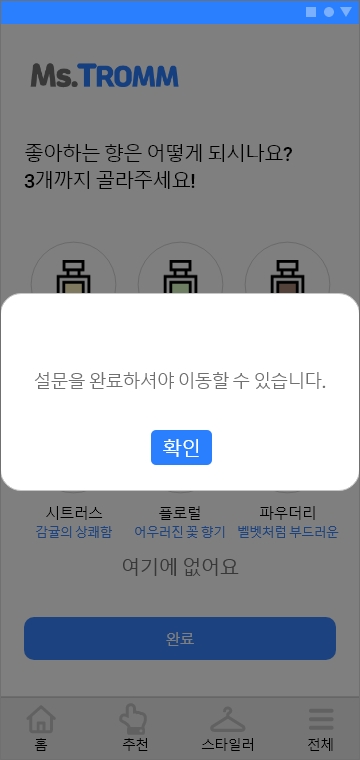 Ms.TROMM
좋아하는 향은 어떻게 되시나요?
3개까지 골라주세요!
설문을 완료하셔야 이동할 수 있습니다.
확인
시트러스 플로럴 파우더리
감귤의 상쾌함 어우러진 꽃 향기 벨벳처럼 부드러운
여기에 없어요
완료
홈 추천 스타일러 전체